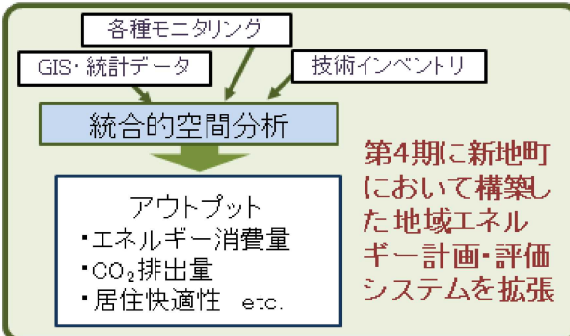 各種モニタリング
GIS・統計データ
技術インベントリ
統合的空間分析
アウトプット
・エネルギー消費量
・CO₂排出量
・居住快適性 etc.
第4期に新地町
において構築し
た地域エネル
ギー計画・評価
システムを拡張